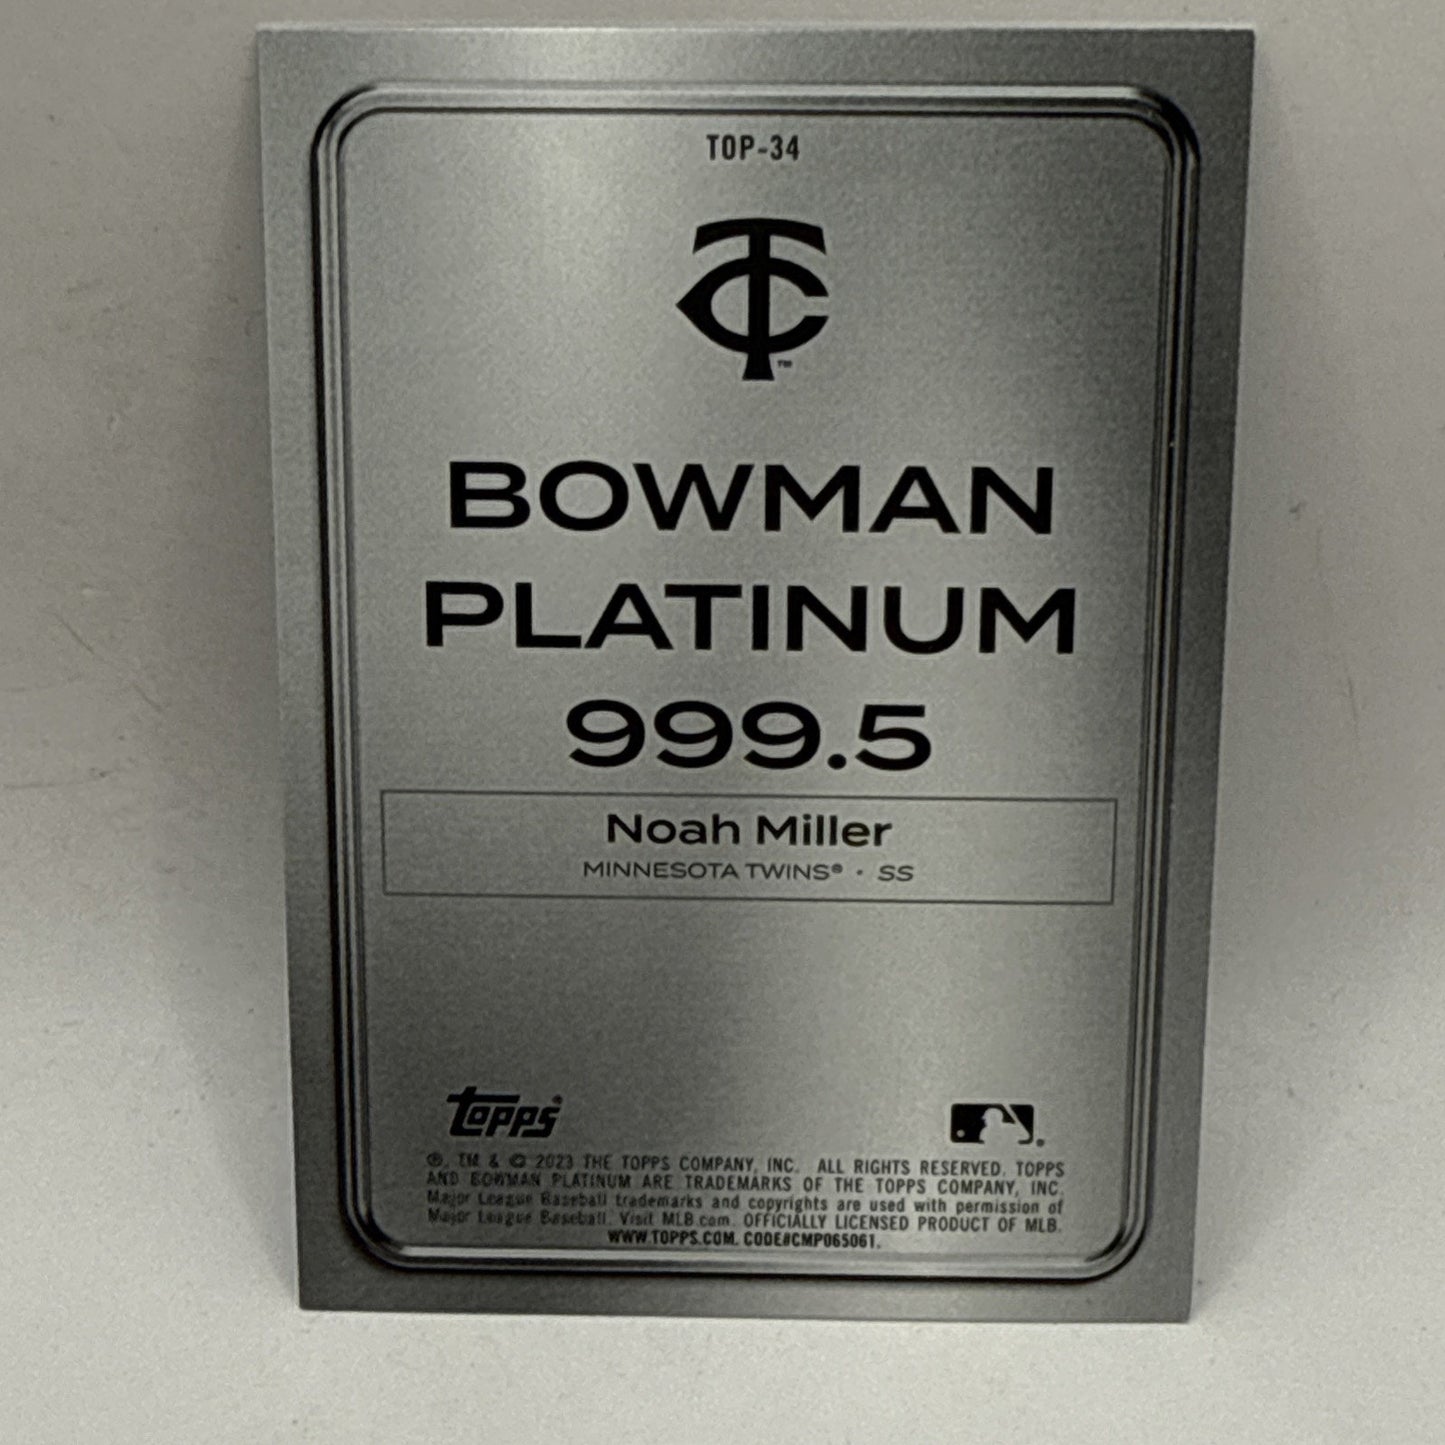 TOP-34
TC™
BOWMAN
PLATINUM
999.5
Noah Miller
MINNESOTA TWINS® · SS
topps®
®, TM & © 2023 THE TOPPS COMPANY, INC. ALL RIGHTS RESERVED. TOPPS
AND BOWMAN PLATINUM ARE TRADEMARKS OF THE TOPPS COMPANY, INC.
Major League Baseball trademarks and copyrights are used with permission of
Major League Baseball. Visit MLB.com. OFFICIALLY LICENSED PRODUCT OF MLB.
WWW.TOPPS.COM. CODE#CMP065061.